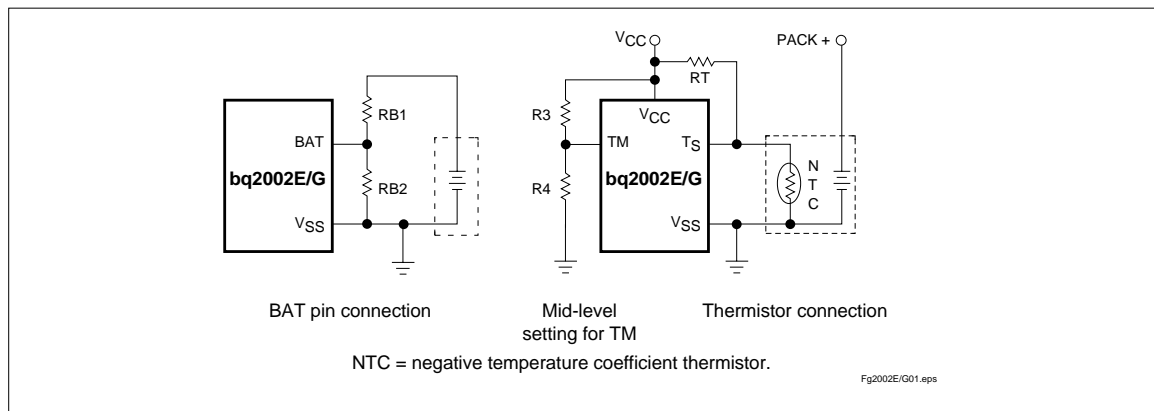 RB1
BAT
bq2002E/G
RB2
VSS
BAT pin connection
VCC
PACK +
RT
R3
VCC
TM
TS
bq2002E/G
R4
N
T
C
VSS
Mid-level
setting for TM
Thermistor connection
NTC = negative temperature coefficient thermistor.
Fg2002E/G01.eps